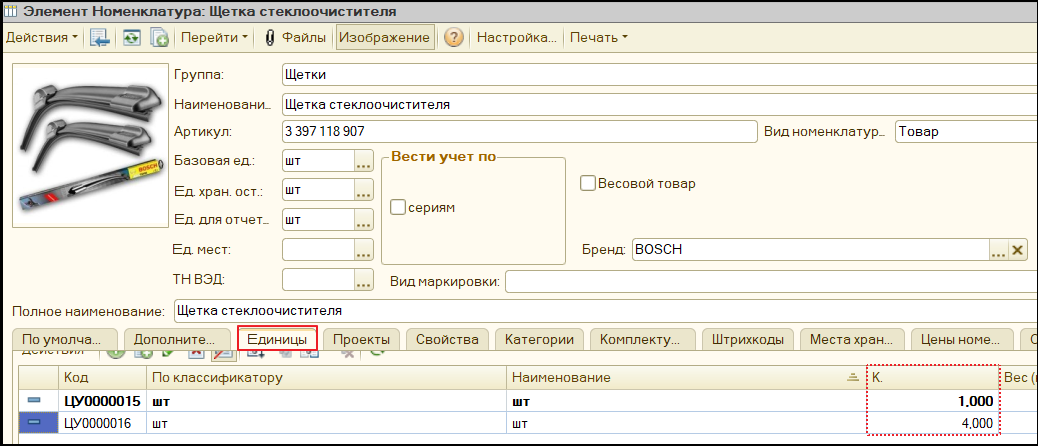 Элемент Номенклатура: Щетка стеклоочистителя
Действия Перейти Файлы Изображение ? Настройка... Печать
Группа: Щетки
Наименовани... Щетка стеклоочистителя
Артикул: 3 397 118 907 Вид номенклатур... Товар
Базовая ед.: шт ... Вести учет по
Ед. хран. ост.: шт ... Весовой товар
сериям
Ед. для отчет... шт ...
Ед. мест: ... Бренд: BOSCH ...
ТН ВЭД: ... Вид маркировки:
BOSCH
Полное наименование: Щетка стеклоочистителя
По умолча... Дополните... Единицы Проекты Свойства Категории Комплекту... Штрихкоды Места хран... Цены номе... С
Действия
Код По классификатору Наименование К. Вес (
ЦУ0000015 шт шт 1,000
ЦУ0000016 шт шт 4,000